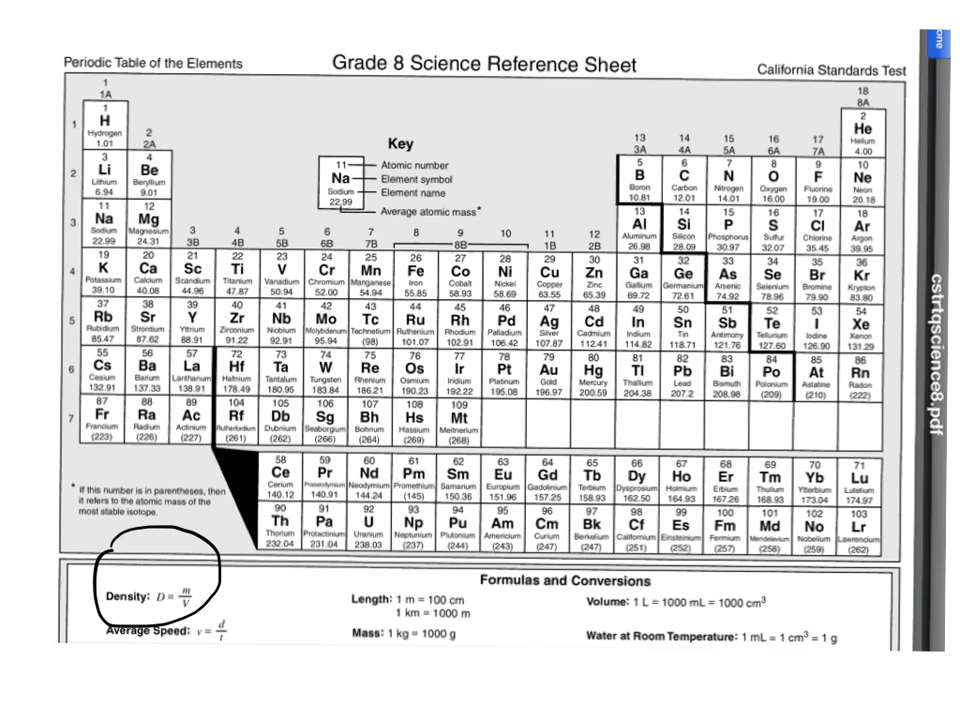 one
cstrtqscience8.pdf
Periodic Table of the Elements
Grade 8 Science Reference Sheet
California Standards Test
1
1A
18
8A
1
1
H
Hydrogen
1.01
2
2A
Key
13
3A
14
4A
15
5A
16
6A
17
7A
2
He
Helium
4.00
2
3
Li
Lithium
6.94
4
Be
Beryllium
9.01
11
Na
Sodium
22.99
Atomic number
Element symbol
Element name
Average atomic mass*
5
B
Boron
10.81
6
C
Carbon
12.01
7
N
Nitrogen
14.01
8
O
Oxygen
16.00
9
F
Fluorine
19.00
10
Ne
Neon
20.18
3
11
Na
Sodium
22.99
12
Mg
Magnesium
24.31
3
3B
4
4B
5
5B
6
6B
7
7B
8
9
10
8B
11
1B
12
2B
13
Al
Aluminum
26.98
14
Si
Silicon
28.09
15
P
Phosphorus
30.97
16
S
Sulfur
32.07
17
Cl
Chlorine
35.45
18
Ar
Argon
39.95
4
19
K
Potassium
39.10
20
Ca
Calcium
40.08
21
Sc
Scandium
44.96
22
Ti
Titanium
47.87
23
V
Vanadium
50.94
24
Cr
Chromium
52.00
25
Mn
Manganese
54.94
26
Fe
Iron
55.85
27
Co
Cobalt
58.93
28
Ni
Nickel
58.69
29
Cu
Copper
63.55
30
Zn
Zinc
65.39
31
Ga
Gallium
69.72
32
Ge
Germanium
72.61
33
As
Arsenic
74.92
34
Se
Selenium
78.96
35
Br
Bromine
79.90
36
Kr
Krypton
83.80
5
37
Rb
Rubidium
85.47
38
Sr
Strontium
87.62
39
Y
Yttrium
88.91
40
Zr
Zirconium
91.22
41
Nb
Niobium
92.91
42
Mo
Molybdenum
95.94
43
Tc
Technetium
(98)
44
Ru
Ruthenium
101.07
45
Rh
Rhodium
102.91
46
Pd
Palladium
106.42
47
Ag
Silver
107.87
48
Cd
Cadmium
112.41
49
In
Indium
114.82
50
Sn
Tin
118.71
51
Sb
Antimony
121.76
52
Te
Tellurium
127.60
53
I
Iodine
126.90
54
Xe
Xenon
131.29
6
55
Cs
Cesium
132.91
56
Ba
Barium
137.33
57
La
Lanthanum
138.91
72
Hf
Hafnium
178.49
73
Ta
Tantalum
180.95
74
W
Tungsten
183.84
75
Re
Rhenium
186.21
76
Os
Osmium
190.23
77
Ir
Iridium
192.22
78
Pt
Platinum
195.08
79
Au
Gold
196.97
80
Hg
Mercury
200.59
81
Tl
Thallium
204.38
82
Pb
Lead
207.2
83
Bi
Bismuth
208.98
84
Po
Polonium
(209)
85
At
Astatine
(210)
86
Rn
Radon
(222)
7
87
Fr
Francium
(223)
88
Ra
Radium
(226)
89
Ac
Actinium
(227)
104
Rf
Rutherfordium
(261)
105
Db
Dubnium
(262)
106
Sg
Seaborgium
(266)
107
Bh
Bohrium
(264)
108
Hs
Hassium
(269)
109
Mt
Meitnerium
(268)
58
Ce
Cerium
140.12
59
Pr
Praseodymium
140.91
60
Nd
Neodymium
144.24
61
Pm
Promethium
(145)
62
Sm
Samarium
150.36
63
Eu
Europium
151.96
64
Gd
Gadolinium
157.25
65
Tb
Terbium
158.93
66
Dy
Dysprosium
162.50
67
Ho
Holmium
164.93
68
Er
Erbium
167.26
69
Tm
Thulium
168.93
70
Yb
Ytterbium
173.04
71
Lu
Lutetium
174.97
90
Th
Thorium
232.04
91
Pa
Protactinium
231.04
92
U
Uranium
238.03
93
Np
Neptunium
(237)
94
Pu
Plutonium
(244)
95
Am
Americium
(243)
96
Cm
Curium
(247)
97
Bk
Berkelium
(247)
98
Cf
Californium
(251)
99
Es
Einsteinium
(252)
100
Fm
Fermium
(257)
101
Md
Mendelevium
(258)
102
No
Nobelium
(259)
103
Lr
Lawrencium
(262)
* If this number is in parentheses, then
it refers to the atomic mass of the
most stable isotope.
Formulas and Conversions
Density: D = m/V
Length: 1 m = 100 cm
1 km = 1000 m
Volume: 1 L = 1000 mL = 1000 cm³
Average Speed: v = d/t
Mass: 1 kg = 1000 g
Water at Room Temperature: 1 mL = 1 cm³ = 1 g